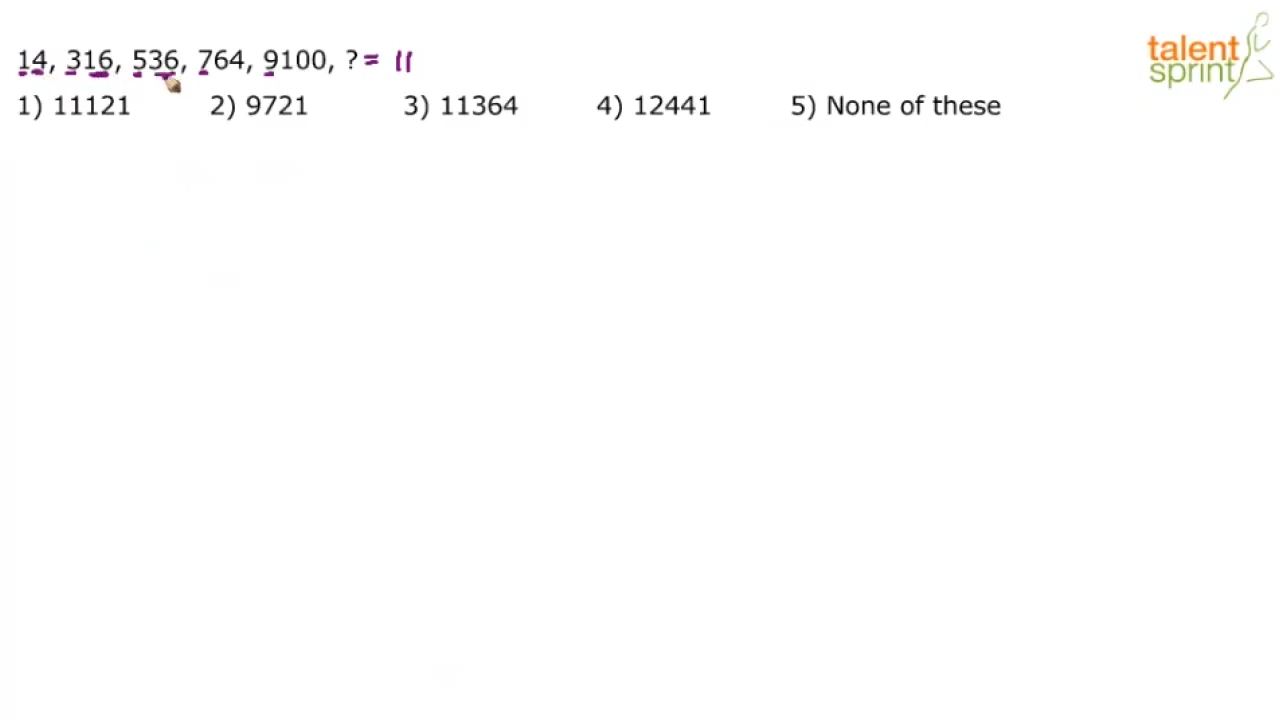 14, 316, 536, 764, 9100, ? = 11
talent
sprint
1) 11121 2) 9721 3) 11364 4) 12441 5) None of these